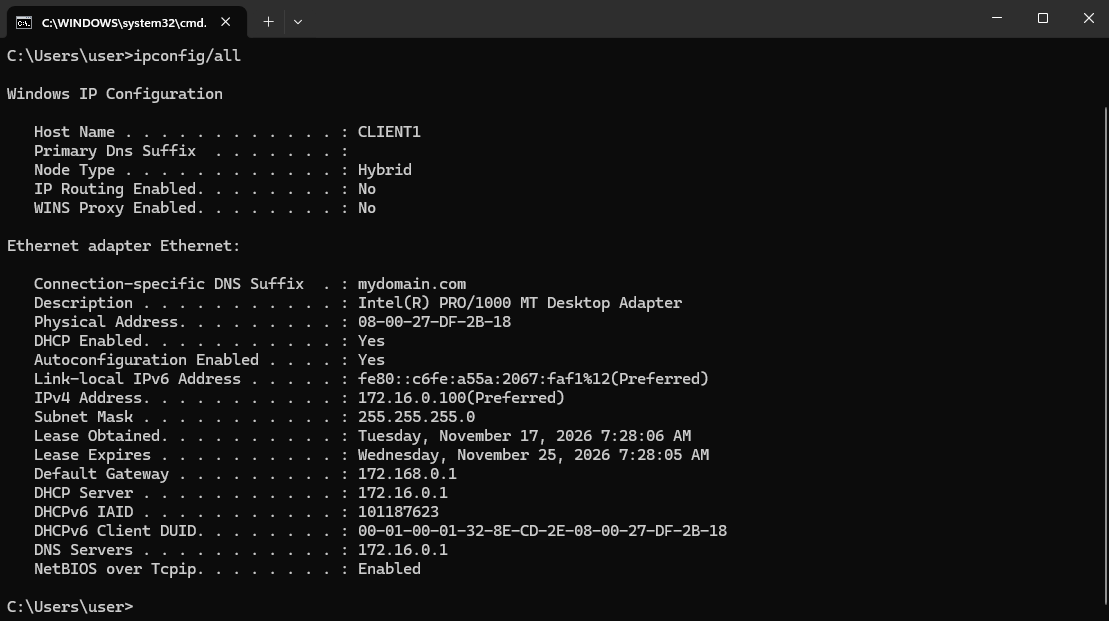 C:\WINDOWS\system32\cmd.
C:\Users\user>ipconfig/all
Windows IP Configuration
Host Name . . . . . . . . . . . . : CLIENT1
Primary Dns Suffix  . . . . . . . :
Node Type . . . . . . . . . . . . : Hybrid
IP Routing Enabled. . . . . . . . : No
WINS Proxy Enabled. . . . . . . . : No
Ethernet adapter Ethernet:
Connection-specific DNS Suffix  . : mydomain.com
Description . . . . . . . . . . . : Intel(R) PRO/1000 MT Desktop Adapter
Physical Address. . . . . . . . . : 08-00-27-DF-2B-18
DHCP Enabled. . . . . . . . . . . : Yes
Autoconfiguration Enabled . . . . : Yes
Link-local IPv6 Address . . . . . : fe80::c6fe:a55a:2067:faf1%12(Preferred)
IPv4 Address. . . . . . . . . . . : 172.16.0.100(Preferred)
Subnet Mask . . . . . . . . . . . : 255.255.255.0
Lease Obtained. . . . . . . . . . : Tuesday, November 17, 2026 7:28:06 AM
Lease Expires . . . . . . . . . . : Wednesday, November 25, 2026 7:28:05 AM
Default Gateway . . . . . . . . . : 172.168.0.1
DHCP Server . . . . . . . . . . . : 172.16.0.1
DHCPv6 IAID . . . . . . . . . . . : 101187623
DHCPv6 Client DUID. . . . . . . . : 00-01-00-01-32-8E-CD-2E-08-00-27-DF-2B-18
DNS Servers . . . . . . . . . . . : 172.16.0.1
NetBIOS over Tcpip. . . . . . . . : Enabled
C:\Users\user>